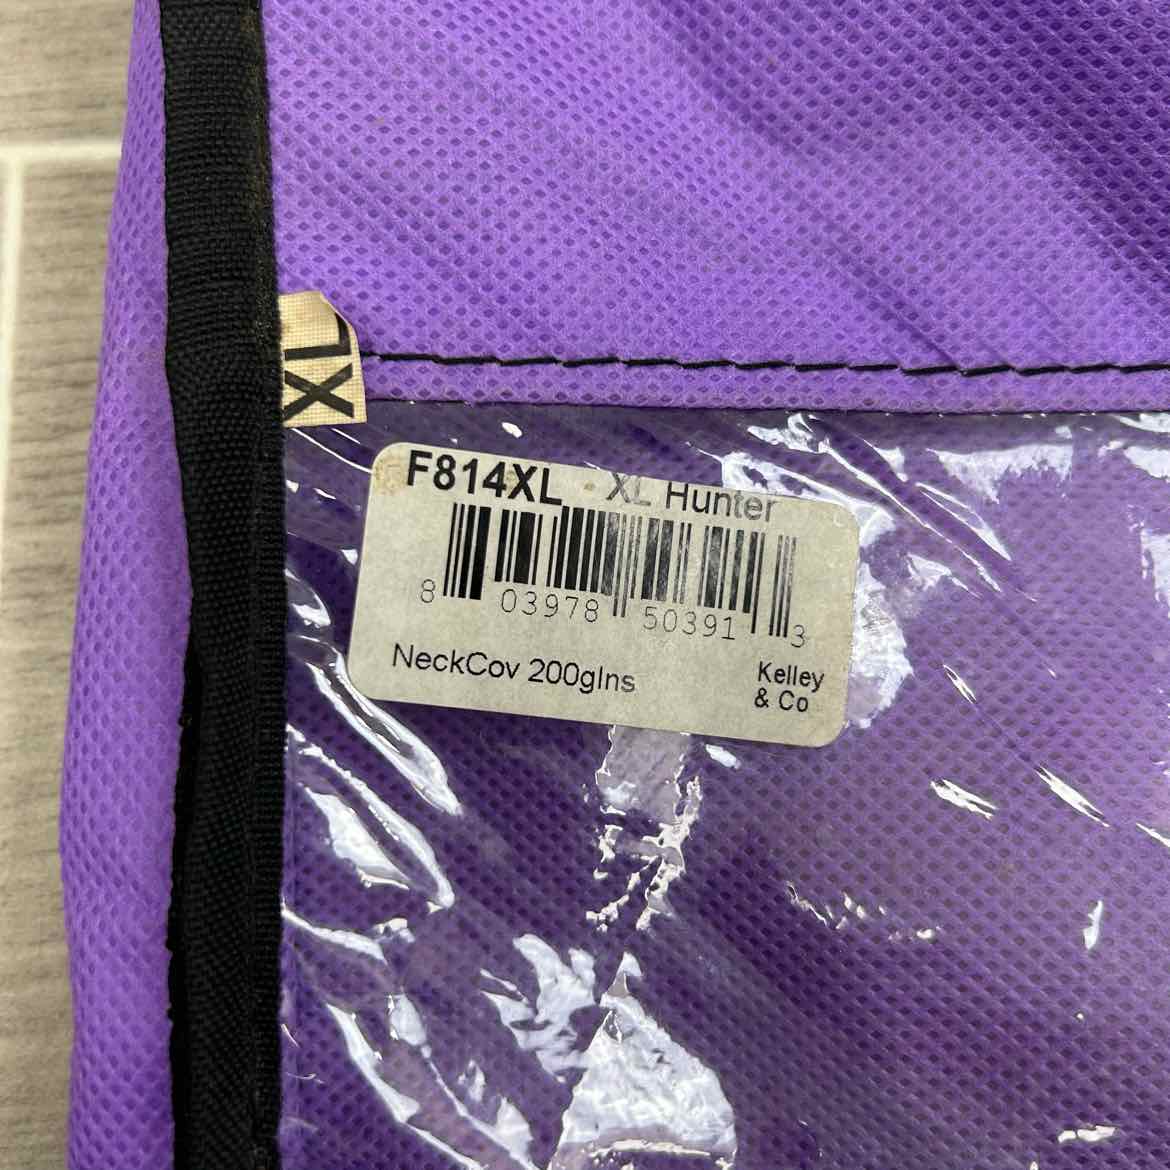 XL
F814XL XL Hunter
8 03978 50391 3
NeckCov 200glns
Kelley
& Co